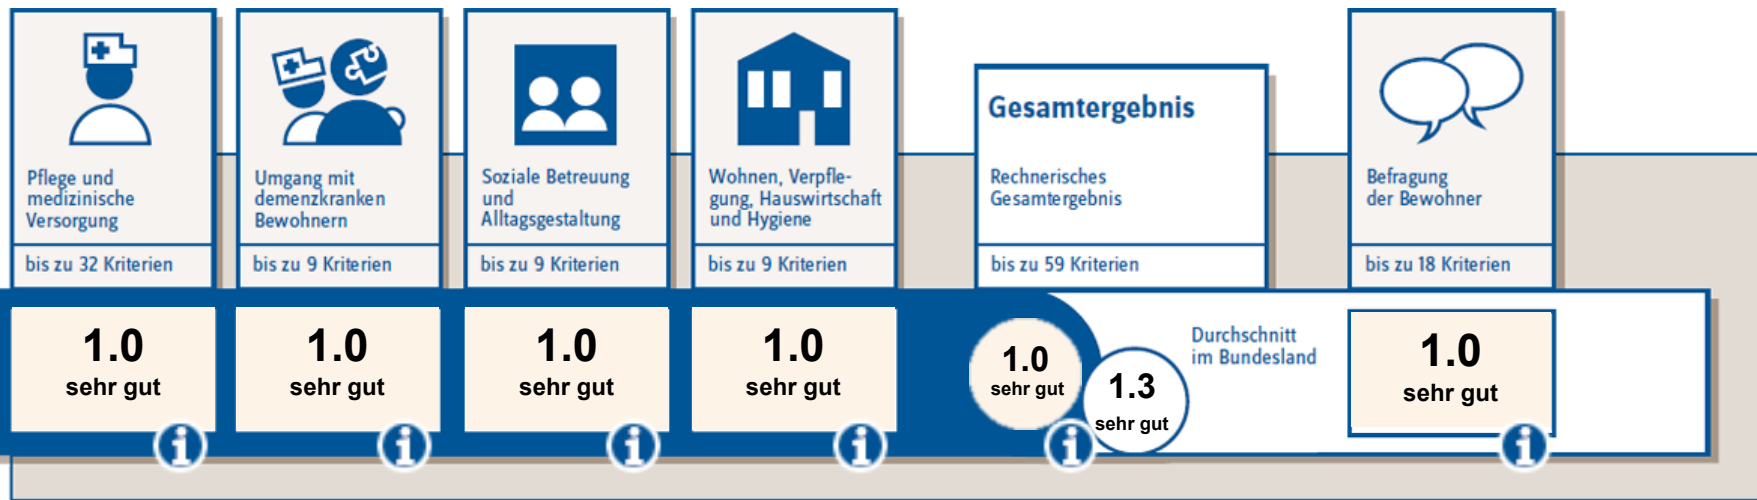 Pflege und
medizinische
Versorgung
bis zu 32 Kriterien
1.0
sehr gut
Umgang mit
demenzkranken
Bewohnern
bis zu 9 Kriterien
1.0
sehr gut
Soziale Betreuung
und
Alltagsgestaltung
bis zu 9 Kriterien
1.0
sehr gut
Wohnen, Verpfle-
gung, Hauswirtschaft
und Hygiene
bis zu 9 Kriterien
1.0
sehr gut
Gesamtergebnis
Rechnerisches
Gesamtergebnis
bis zu 59 Kriterien
1.0
sehr gut
1.3
sehr gut
Durchschnitt
im Bundesland
Befragung
der Bewohner
bis zu 18 Kriterien
1.0
sehr gut